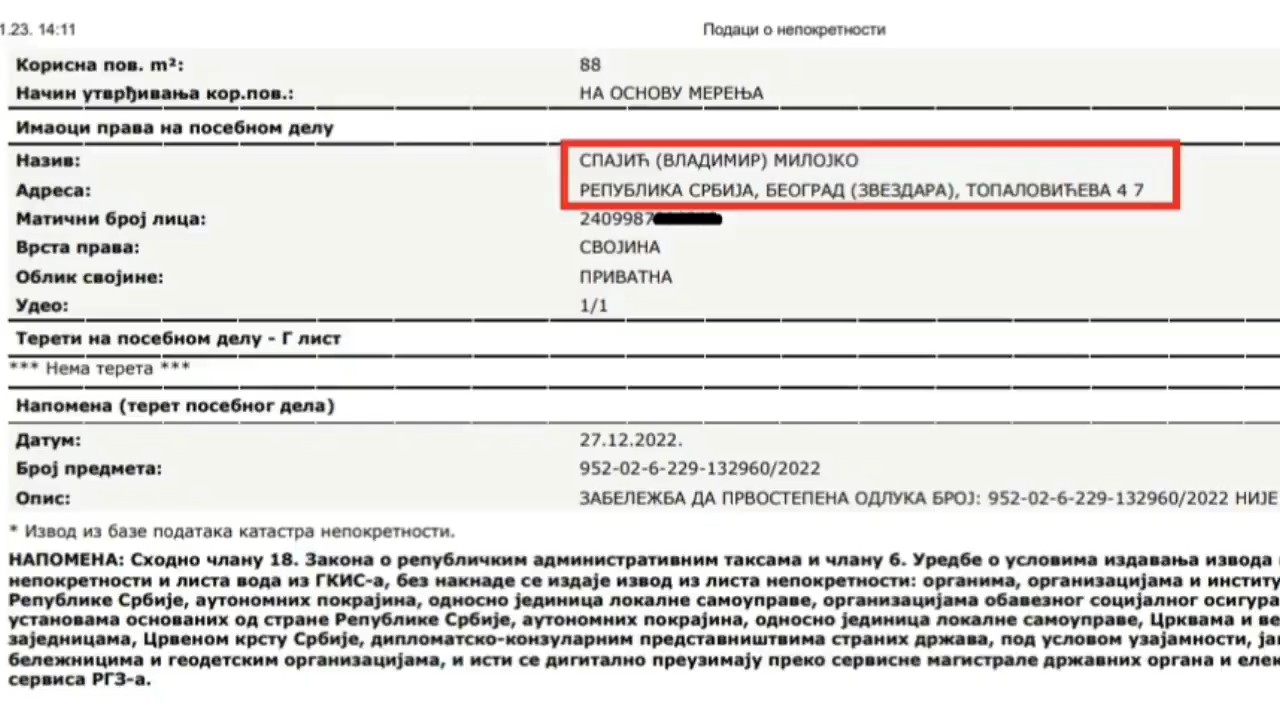 1.23. 14:11 Подаци о непокретности
Корисна пов. m²: 88
Начин утврђивања кор.пов.: НА ОСНОВУ МЕРЕЊА
Имаоци права на посебном делу
Назив: СПАЈИЋ (ВЛАДИМИР) МИЛОЈКО
Адреса: РЕПУБЛИКА СРБИЈА, БЕОГРАД (ЗВЕЗДАРА), ТОПАЛОВИЋЕВА 4 7
Матични број лица: 2409987
Врста права: СВОЈИНА
Облик својине: ПРИВАТНА
Удео: 1/1
Терети на посебном делу - Г лист
*** Нема терета ***
Напомена (терет посебног дела)
Датум: 27.12.2022.
Број предмета: 952-02-6-229-132960/2022
Опис: ЗАБЕЛЕЖБА ДА ПРВОСТЕПЕНА ОДЛУКА БРОЈ: 952-02-6-229-132960/2022 НИЈЕ
* Извод из базе података катастра непокретности.
НАПОМЕНА: Сходно члану 18. Закона о републичким административним таксама и члану 6. Уредбе о условима издавања извода
непокретности и листа вода из ГКИС-а, без накнаде се издаје извод из листа непокретности: органима, организацијама и институ
Републике Србије, аутономних покрајина, односно јединица локалне самоуправе, организацијама обавезног социјалног осигура
установама основаних од стране Републике Србије, аутономних покрајина, односно јединица локалне самоуправе, Црквама и ве
заједницама, Црвеном крсту Србије, дипломатско-конзуларним представништвима страних држава, под условом узајамности, ја
бележницима и геодетским организацијама, и исти се дигитално преузимају преко сервисне магистрале државних органа и елек
сервиса РГЗ-а.